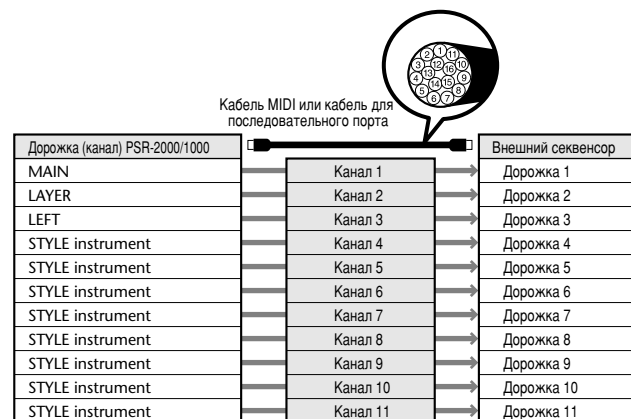 2 1 11
3 12 16 10
4 13 14 15 9
5 6 7 8
Кабель MIDI или кабель для
последовательного порта
Дорожка (канал) PSR-2000/1000 Внешний секвенсор
MAIN Канал 1 Дорожка 1
LAYER Канал 2 Дорожка 2
LEFT Канал 3 Дорожка 3
STYLE instrument Канал 4 Дорожка 4
STYLE instrument Канал 5 Дорожка 5
STYLE instrument Канал 6 Дорожка 6
STYLE instrument Канал 7 Дорожка 7
STYLE instrument Канал 8 Дорожка 8
STYLE instrument Канал 9 Дорожка 9
STYLE instrument Канал 10 Дорожка 10
STYLE instrument Канал 11 Дорожка 11